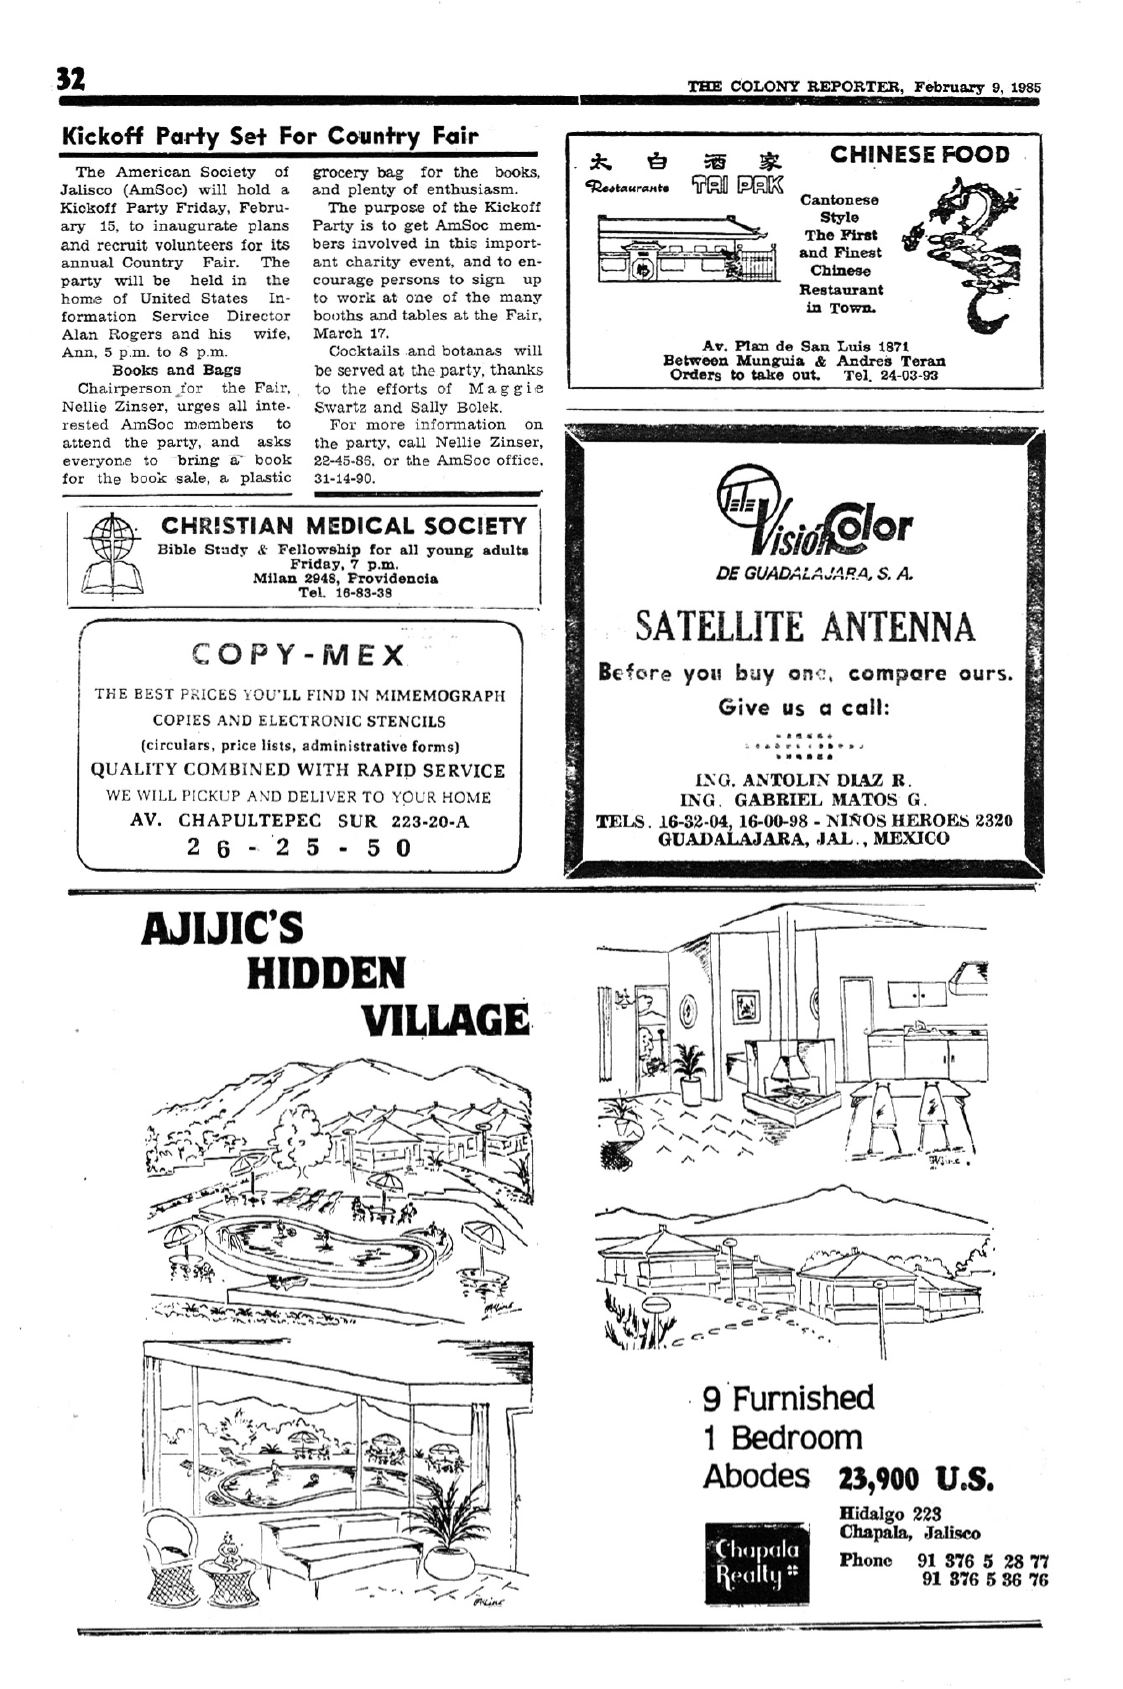 32
THE COLONY REPORTER, February 9, 1985
Kickoff Party Set For Country Fair
The American Society of
Jalisco (AmSoc) will hold a
Kickoff Party Friday, Febru-
ary 15, to inaugurate plans
and recruit volunteers for its
annual Country Fair. The
party will be held in the
home of United States In-
formation Service Director
Alan Rogers and his wife,
Ann, 5 p.m. to 8 p.m.
Books and Bags
Chairperson for the Fair,
Nellie Zinser, urges all inte-
rested AmSoc members to
attend the party, and asks
everyone to bring a book
for the book sale, a plastic
grocery bag for the books,
and plenty of enthusiasm.
The purpose of the Kickoff
Party is to get AmSoc mem-
bers involved in this import-
ant charity event, and to en-
courage persons to sign up
to work at one of the many
booths and tables at the Fair,
March 17.
Cocktails and botanas will
be served at the party, thanks
to the efforts of Maggie
Swartz and Sally Bolek.
For more information on
the party, call Nellie Zinser,
22-45-86, or the AmSoc office,
31-14-90.
CHRISTIAN MEDICAL SOCIETY
Bible Study & Fellowship for all young adults
Friday, 7 p.m.
Milan 2948, Providencia
Tel. 16-83-38
COPY-MEX
THE BEST PRICES YOU'LL FIND IN MIMEMOGRAPH
COPIES AND ELECTRONIC STENCILS
(circulars, price lists, administrative forms)
QUALITY COMBINED WITH RAPID SERVICE
WE WILL PICKUP AND DELIVER TO YOUR HOME
AV. CHAPULTEPEC SUR 223-20-A
26-25-50
太白酒家
CHINESE FOOD
Restaurante TAI PAK
Cantonese
Style
The First
and Finest
Chinese
Restaurant
in Town.
Av. Plan de San Luis 1871
Between Munguia & Andres Teran
Orders to take out. Tel. 24-03-93
Tele
Visión Color
DE GUADALAJARA, S. A.
SATELLITE ANTENNA
Before you buy one, compare ours.
Give us a call:
ING. ANTOLIN DIAZ R.
ING. GABRIEL MATOS G.
TELS. 16-32-04, 16-00-98 - NIÑOS HEROES 2320
GUADALAJARA, JAL., MEXICO
AJIJIC'S
HIDDEN
VILLAGE
9 Furnished
1 Bedroom
Abodes 23,900 U.S.
Hidalgo 223
Chapala, Jalisco
Phone 91 376 5 28 77
91 376 5 36 76
Chapala
Realty